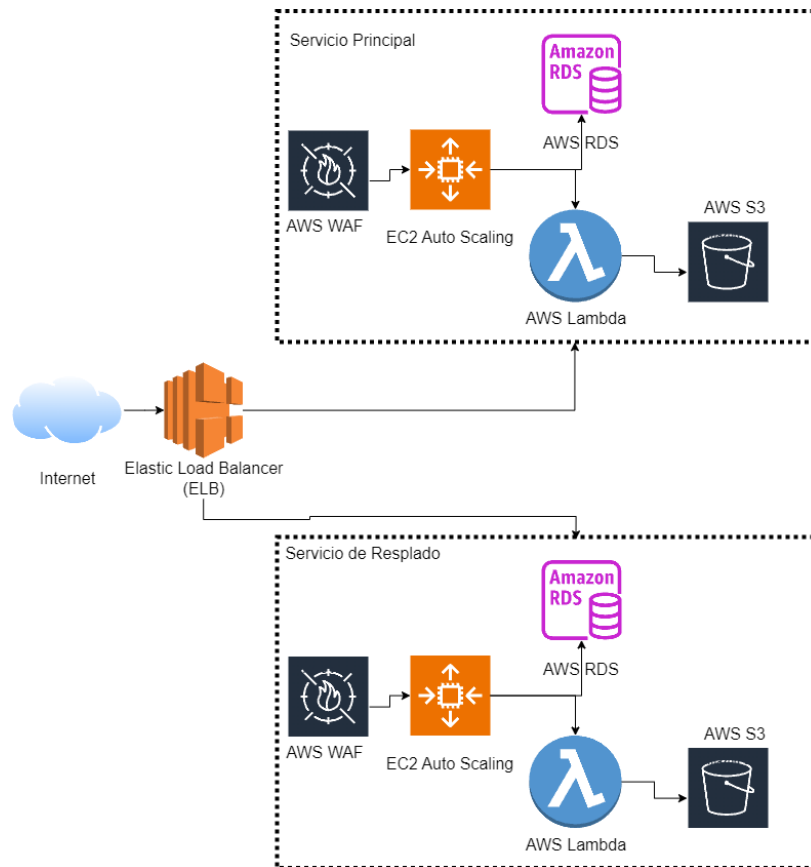 Servicio Principal
Amazon
RDS
AWS RDS
AWS WAF
EC2 Auto Scaling
AWS S3
AWS Lambda
Internet
Elastic Load Balancer
(ELB)
Servicio de Resplado
Amazon
RDS
AWS RDS
AWS WAF
EC2 Auto Scaling
AWS S3
AWS Lambda